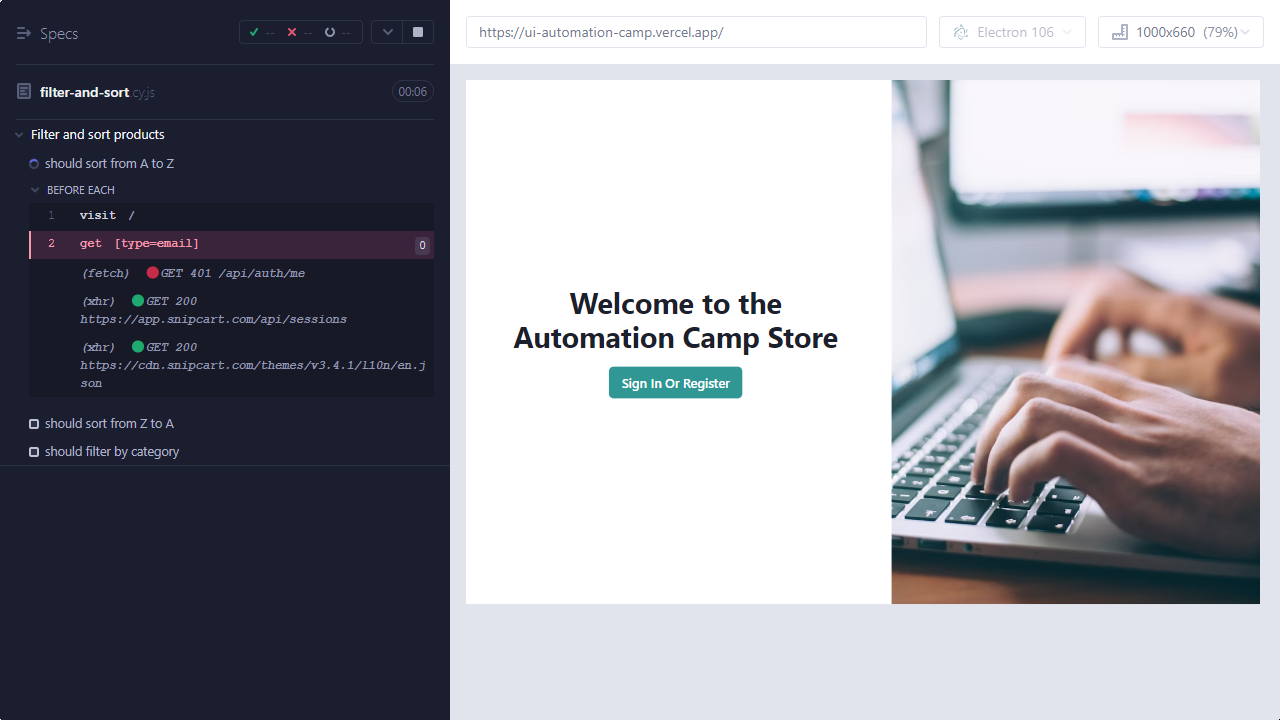 Specs
--
--
--
filter-and-sort.cy.js
00:06
Filter and sort products
should sort from A to Z
BEFORE EACH
1 visit /
2 get [type=email] 0
(fetch) GET 401 /api/auth/me
(xhr) GET 200
https://app.snipcart.com/api/sessions
(xhr) GET 200
https://cdn.snipcart.com/themes/v3.4.1/l10n/en.j
son
should sort from Z to A
should filter by category
https://ui-automation-camp.vercel.app/
Electron 106
1000x660 (79%)
Welcome to the
Automation Camp Store
Sign In Or Register